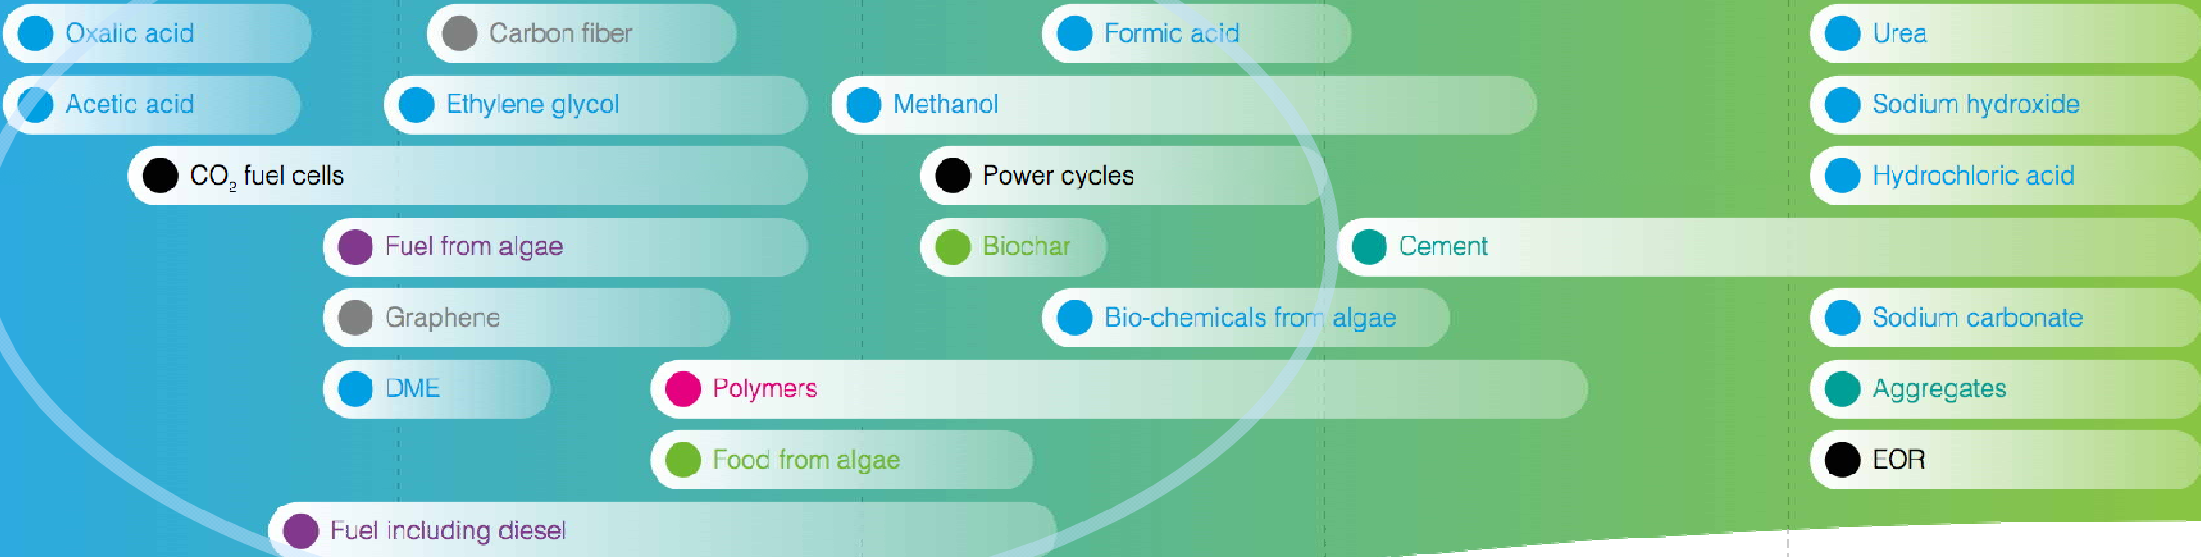 Oxalic acid
Carbon fiber
Formic acid
Urea
Acetic acid
Ethylene glycol
Methanol
Sodium hydroxide
CO₂ fuel cells
Power cycles
Hydrochloric acid
Fuel from algae
Biochar
Cement
Graphene
Bio-chemicals from algae
Sodium carbonate
DME
Polymers
Aggregates
Food from algae
EOR
Fuel including diesel